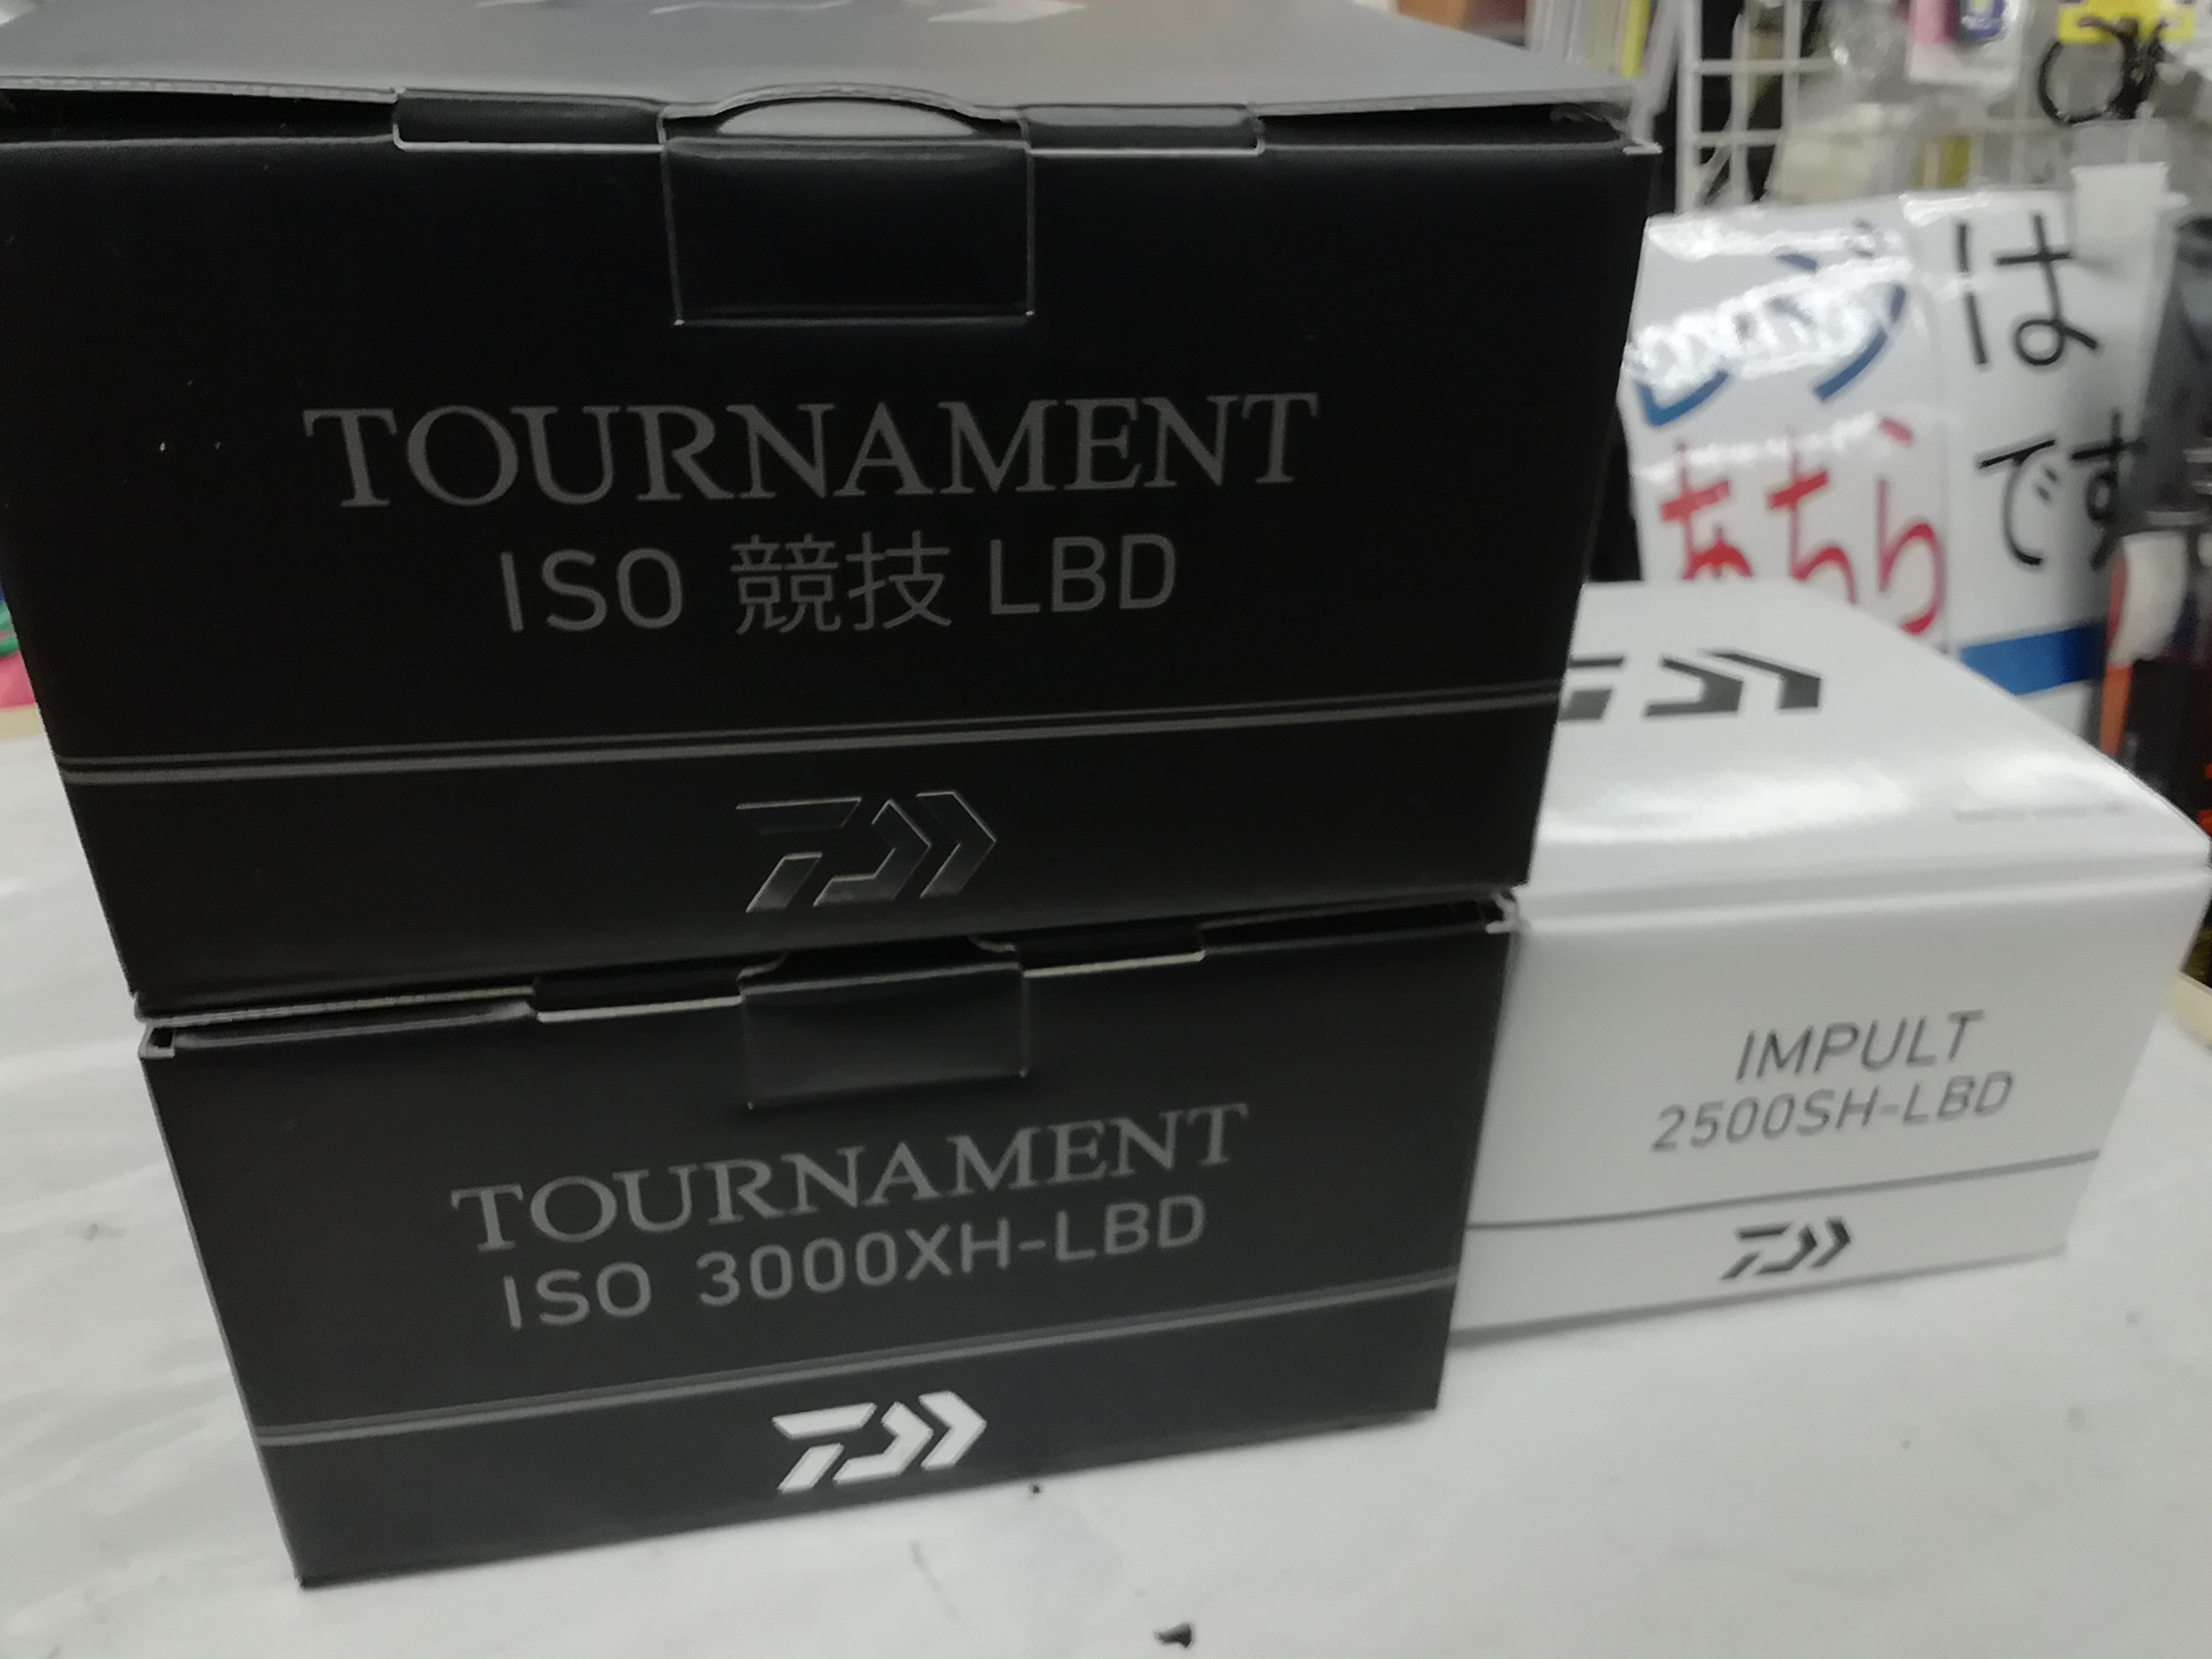 TOURNAMENT
ISO 競技 LBD
TOURNAMENT
ISO 3000XH-LBD
IMPULT
2500SH-LBD
は
です
あちら